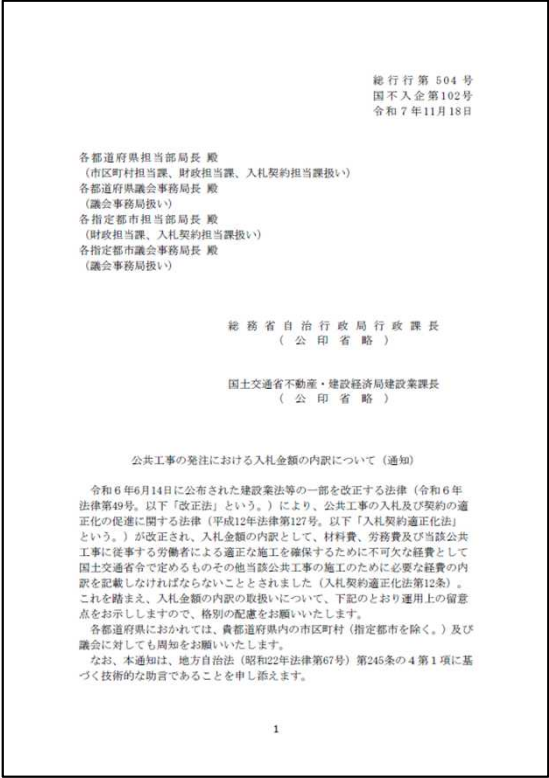 総行行第 504 号
国不入企第102号
令和７年11月18日
各都道府県担当部局長 殿
（市区町村担当課、財政担当課、入札契約担当課扱い）
各都道府県議会事務局長 殿
（議会事務局扱い）
各指定都市担当部局長 殿
（財政担当課、入札契約担当課扱い）
各指定都市議会事務局長 殿
（議会事務局扱い）
総務省自治行政局行政課長
（公印省略）
国土交通省不動産・建設経済局建設業課長
（公印省略）
公共工事の発注における入札金額の内訳について（通知）
令和６年6月14日に公布された建設業法等の一部を改正する法律（令和６年
法律第49号。以下「改正法」という。）により、公共工事の入札及び契約の適
正化の促進に関する法律（平成12年法律第127号。以下「入札契約適正化法」
という。）が改正され、入札金額の内訳として、材料費、労務費及び当該公共
工事に従事する労働者による適正な施工を確保するために不可欠な経費として
国土交通省令で定めるものその他当該公共工事の施工のために必要な経費の内
訳を記載しなければならないこととされました（入札契約適正化法第12条）。
これを踏まえ、入札金額の内訳の取扱いについて、下記のとおり運用上の留意
点をお示ししますので、格別の配慮をお願いいたします。
各都道府県におかれては、貴都道府県内の市区町村（指定都市を除く。）及び
議会に対しても周知をお願いいたします。
なお、本通知は、地方自治法（昭和22年法律第67号）第245条の４第１項に基
づく技術的な助言であることを申し添えます。
1